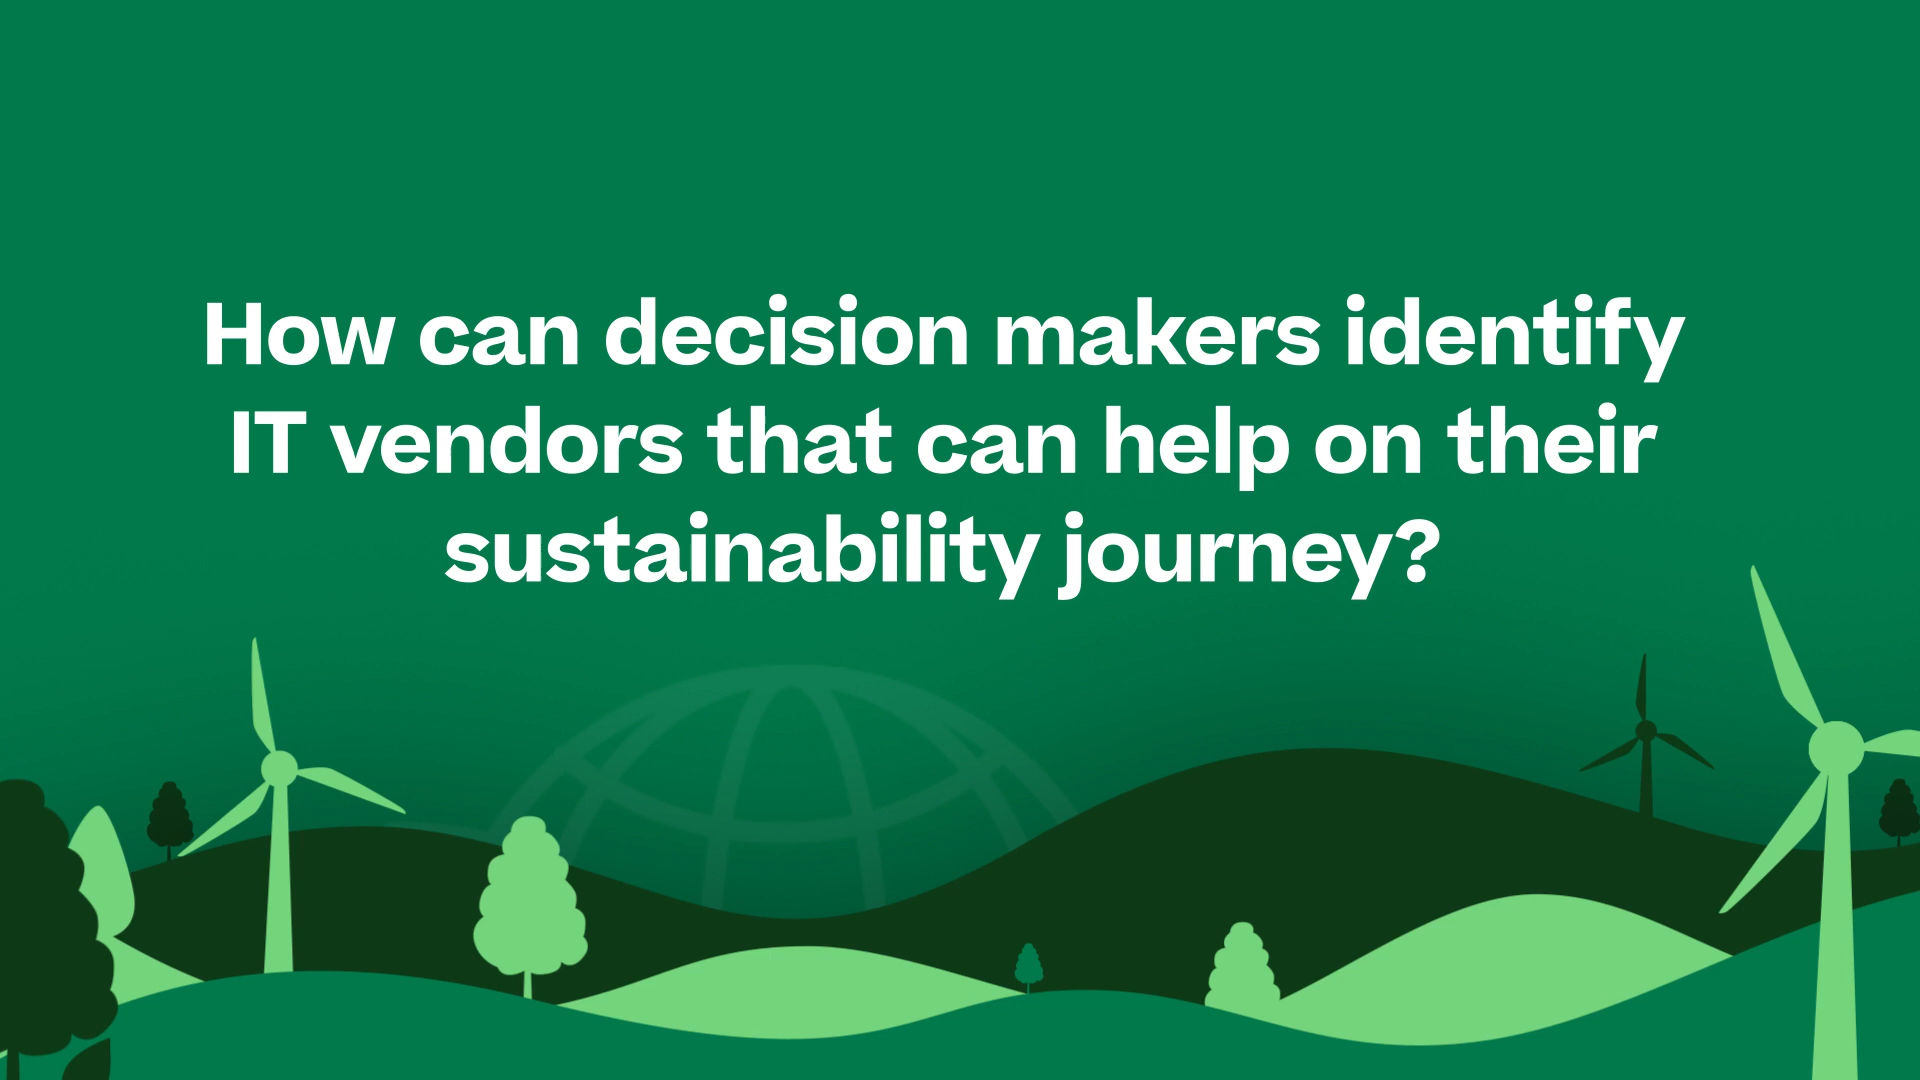 How can decision makers identify
IT vendors that can help on their
sustainability journey?